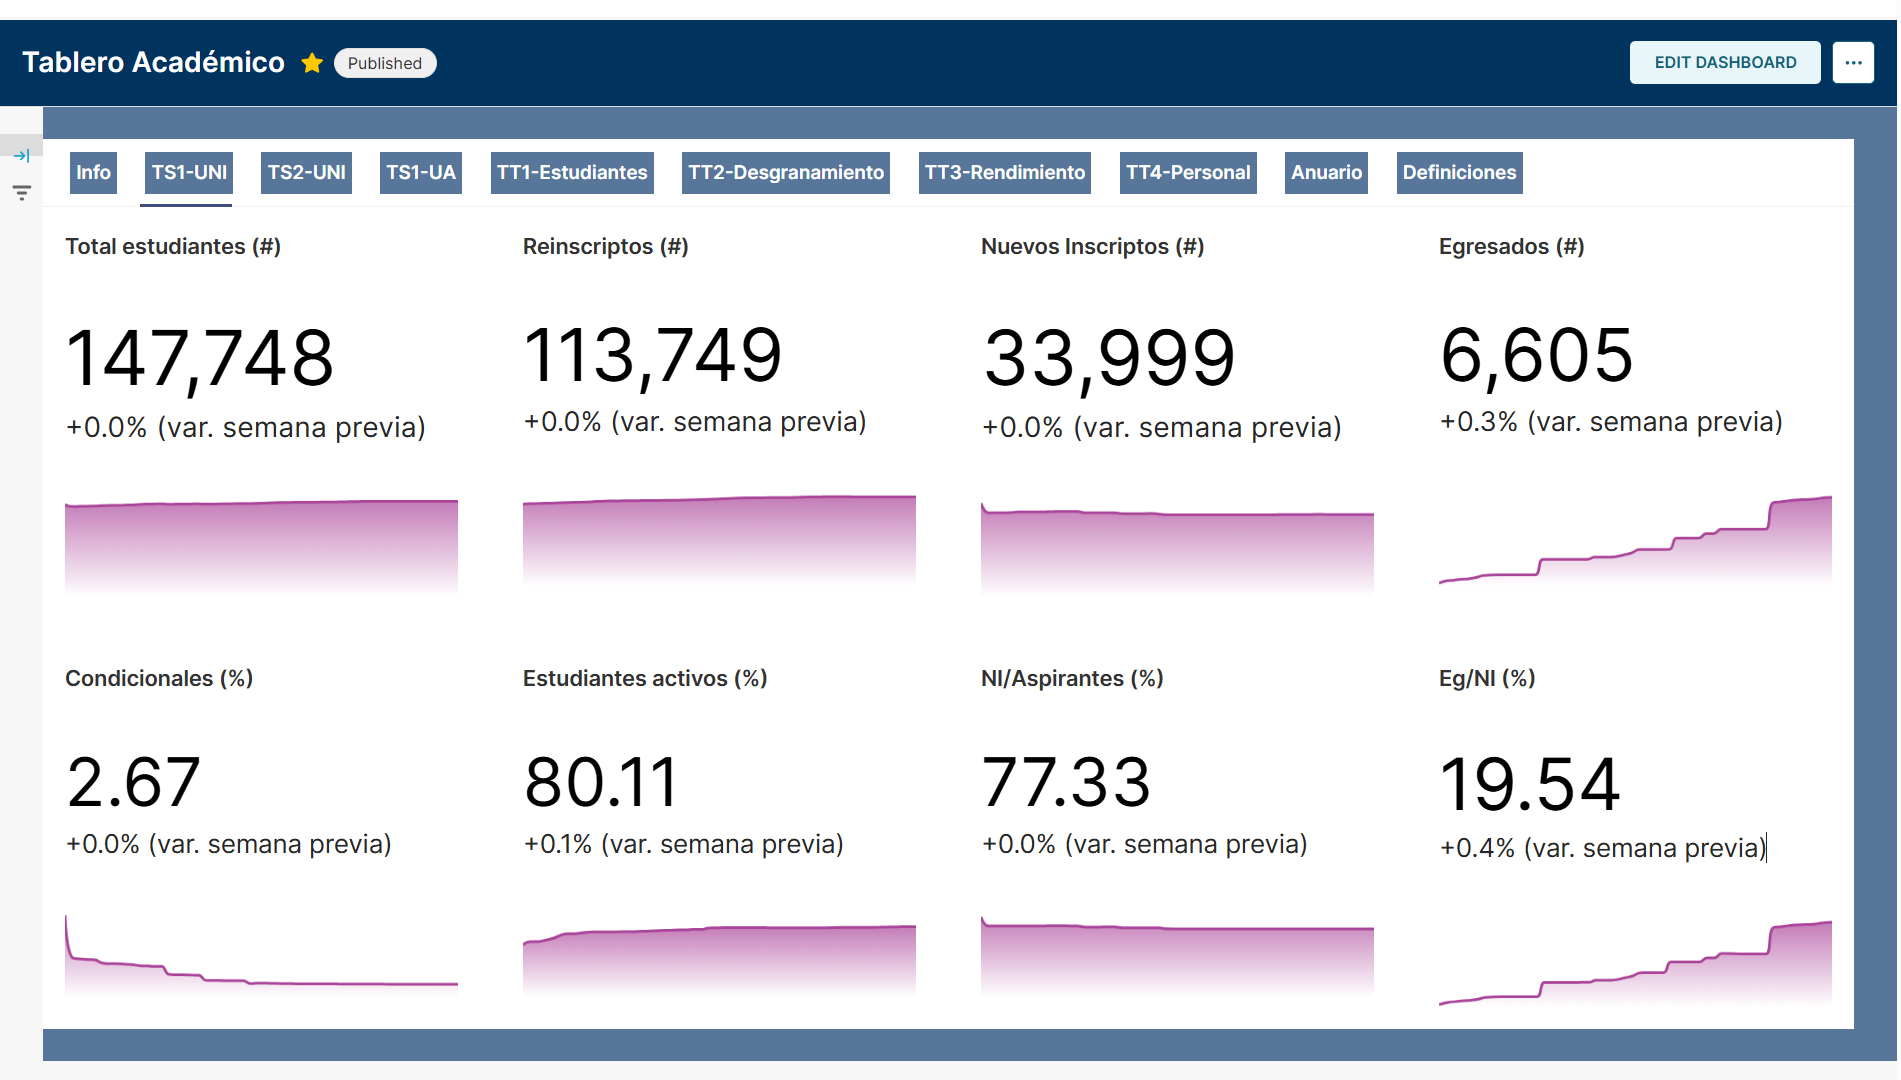 Tablero Académico Published EDIT DASHBOARD ...
Info TS1-UNI TS2-UNI TS1-UA TT1-Estudiantes TT2-Desgranamiento TT3-Rendimiento TT4-Personal Anuario Definiciones
Total estudiantes (#)
147,748
+0.0% (var. semana previa)
Reinscriptos (#)
113,749
+0.0% (var. semana previa)
Nuevos Inscriptos (#)
33,999
+0.0% (var. semana previa)
Egresados (#)
6,605
+0.3% (var. semana previa)
Condicionales (%)
2.67
+0.0% (var. semana previa)
Estudiantes activos (%)
80.11
+0.1% (var. semana previa)
NI/Aspirantes (%)
77.33
+0.0% (var. semana previa)
Eg/NI (%)
19.54
+0.4% (var. semana previa)